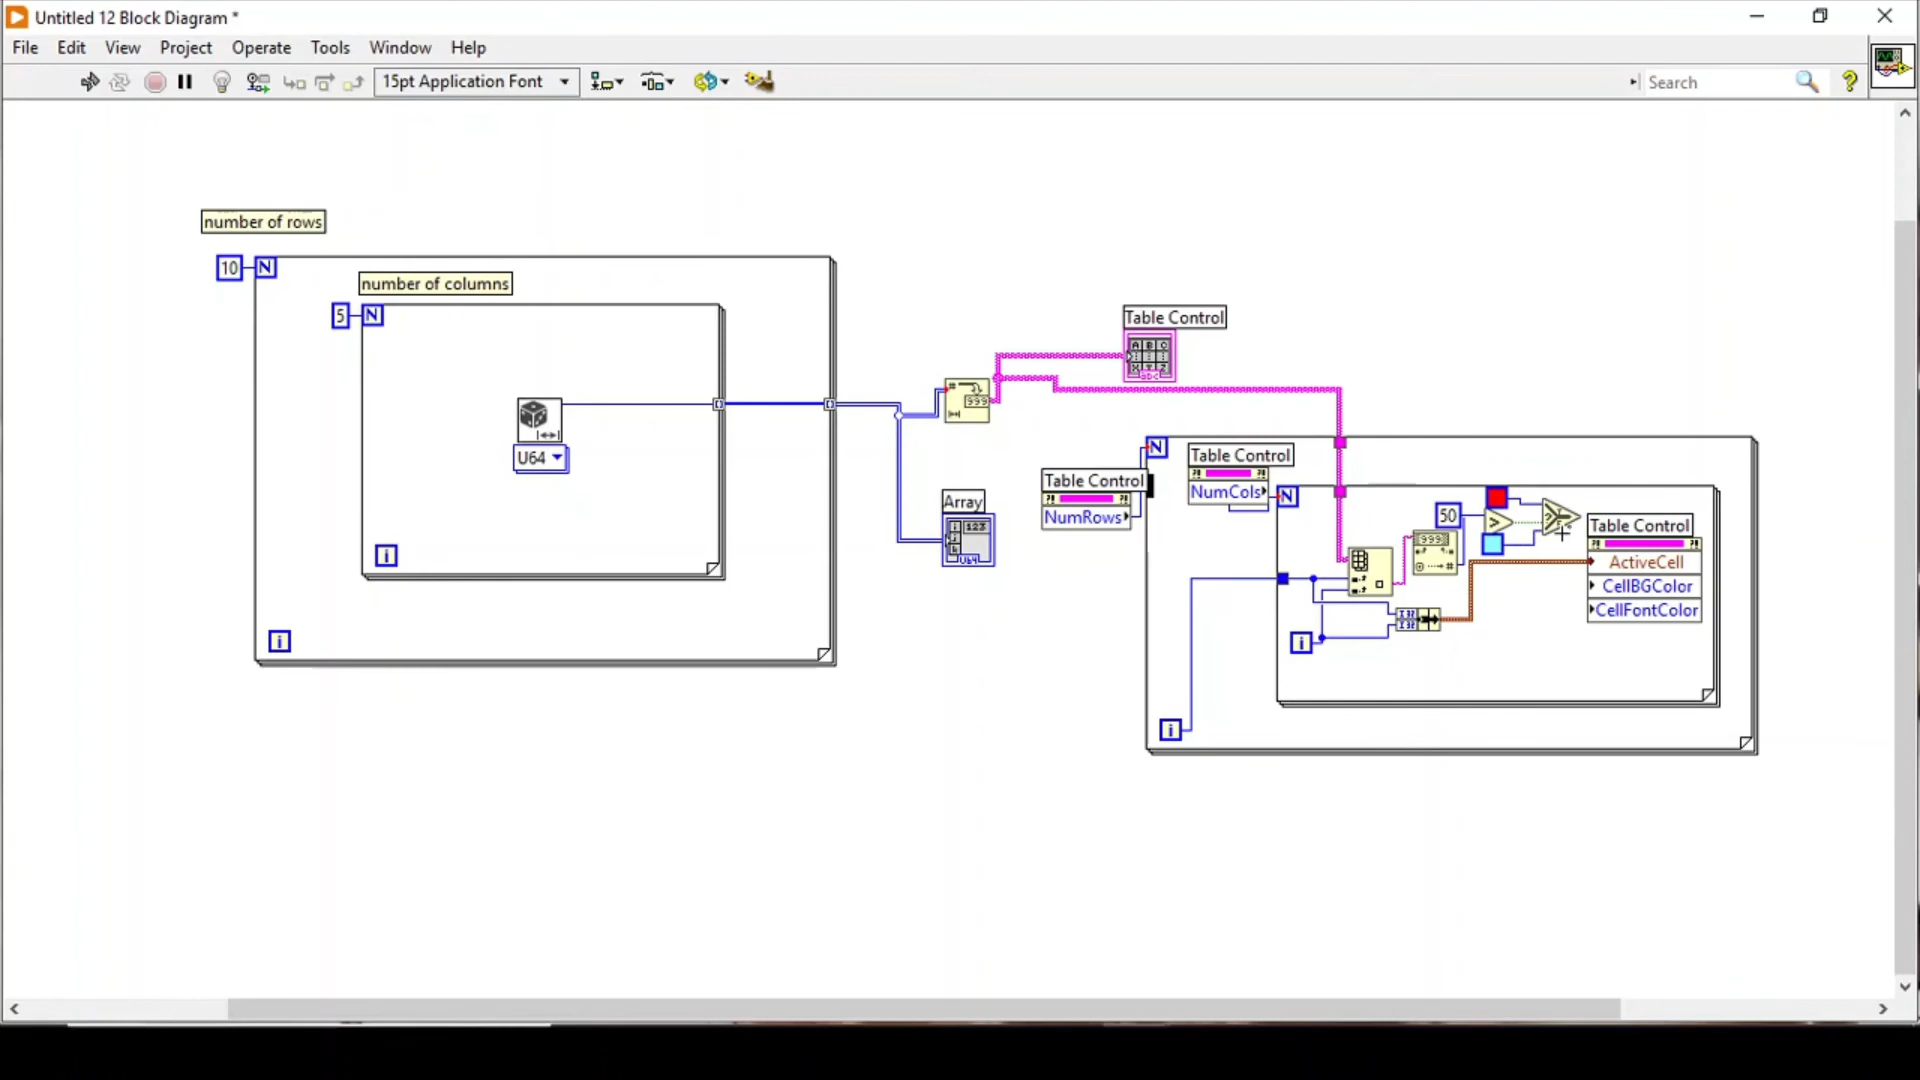 Untitled 12 Block Diagram *
File Edit View Project Operate Tools Window Help
15pt Application Font
Search
number of rows
10 N
number of columns
5 N
U64
i
i
Table Control
999
Array
Table Control
NumRows
N
Table Control
NumCols
N
50
999
Table Control
ActiveCell
CellBGColor
CellFontColor
i
i